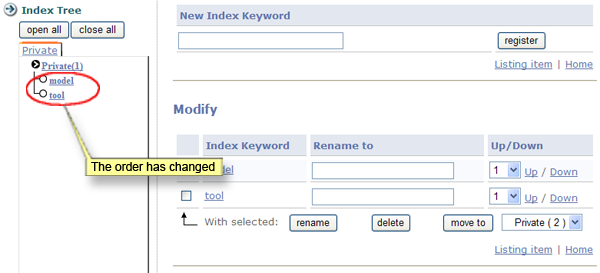 Index Tree
open all close all
Private
Private(1)
model
tool
The order has changed
New Index Keyword
register
Listing item | Home
Modify
Index Keyword Rename to Up/Down
1 Up / Down
tool 1 Up / Down
With selected: rename delete move to Private ( 2 )
Listing item | Home